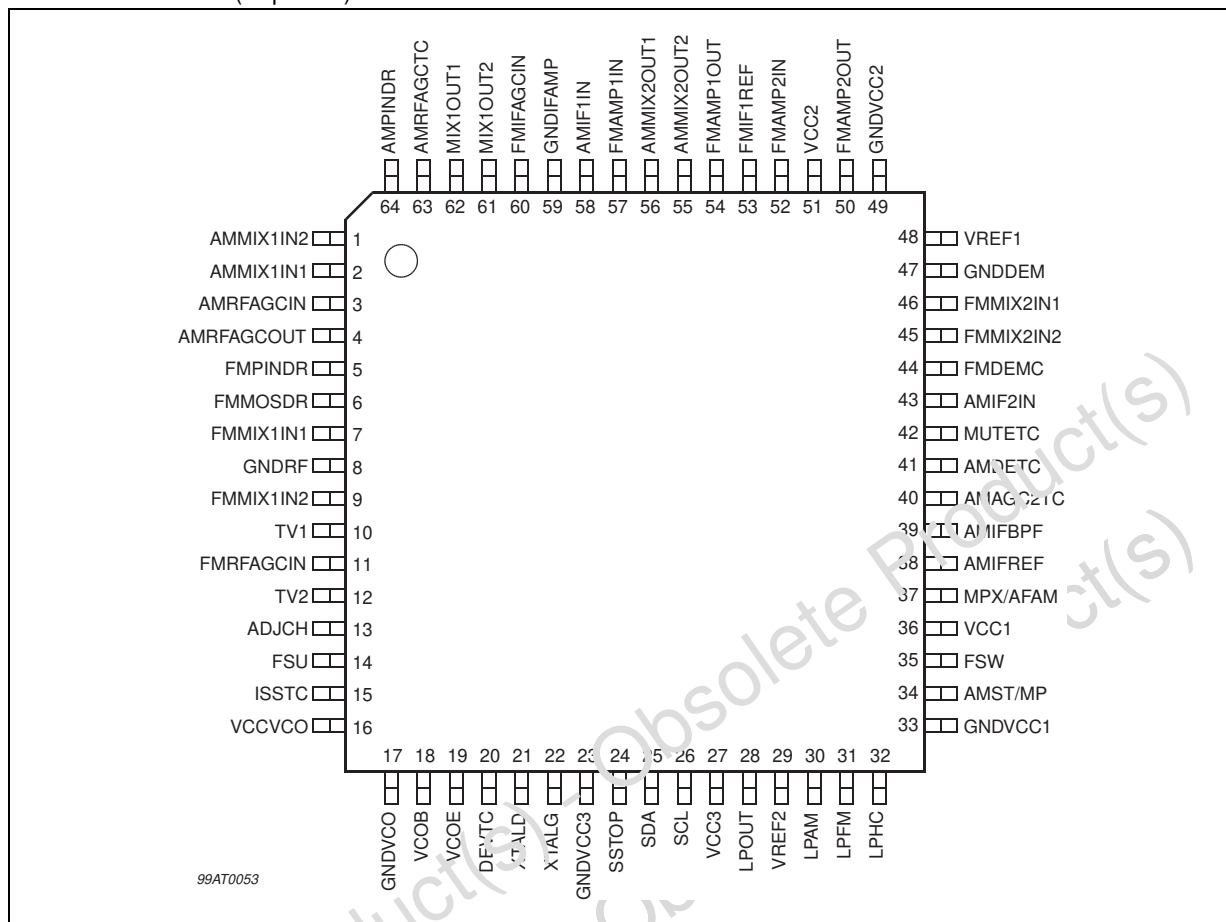 AMPINDR
AMRFAGCTC
MIX1OUT1
MIX1OUT2
FMIFAGCIN
GNDIFAMP
AMIF1IN
FMAMP1IN
AMMIX2OUT1
AMMIX2OUT2
FMAMP1OUT
FMIF1REF
FMAMP2IN
VCC2
FMAMP2OUT
GNDVCC2
64 63 62 61 60 59 58 57 56 55 54 53 52 51 50 49
AMMIX1IN2 1
AMMIX1IN1 2
AMRFAGCIN 3
AMRFAGCOUT 4
FMPINDR 5
FMMOSDR 6
FMMIX1IN1 7
GNDRF 8
FMMIX1IN2 9
TV1 10
FMRFAGCIN 11
TV2 12
ADJCH 13
FSU 14
ISSTC 15
VCCVCO 16
48 VREF1
47 GNDDEM
46 FMMIX2IN1
45 FMMIX2IN2
44 FMDEMC
43 AMIF2IN
42 MUTETC
41 AMDETC
40 AMAGC2TC
39 AMIFBPF
38 AMIFREF
37 MPX/AFAM
36 VCC1
35 FSW
34 AMST/MP
33 GNDVCC1
17 18 19 20 21 22 23 24 25 26 27 28 29 30 31 32
GNDVCO
VCOB
VCOE
DEVTC
XTALD
XTALG
GNDVCC3
SSTOP
SDA
SCL
VCC3
LPOUT
VREF2
LPAM
LPFM
LPHC
99AT0053
uct(s) - Obsolete Product(s)
ct(s)